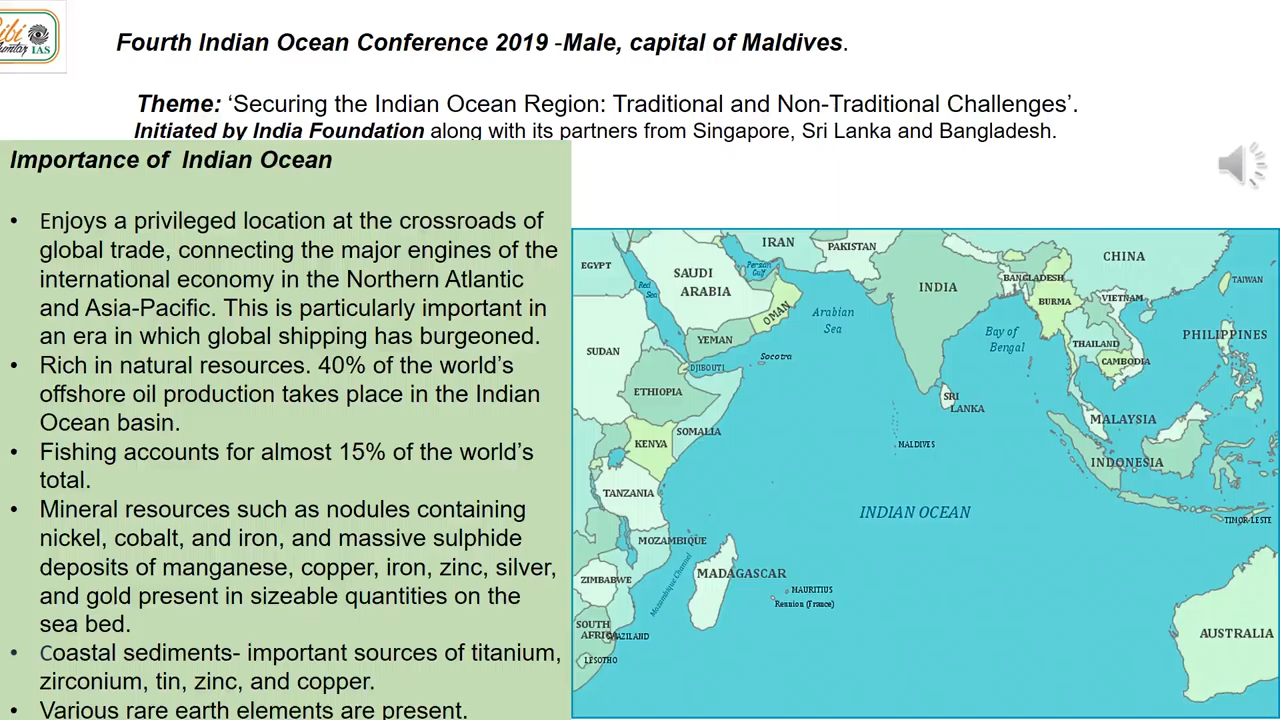 IAS
Fourth Indian Ocean Conference 2019 -Male, capital of Maldives.
Theme: ‘Securing the Indian Ocean Region: Traditional and Non-Traditional Challenges’.
Initiated by India Foundation along with its partners from Singapore, Sri Lanka and Bangladesh.
Importance of Indian Ocean
• Enjoys a privileged location at the crossroads of
global trade, connecting the major engines of the
international economy in the Northern Atlantic
and Asia-Pacific. This is particularly important in
an era in which global shipping has burgeoned.
• Rich in natural resources. 40% of the world’s
offshore oil production takes place in the Indian
Ocean basin.
• Fishing accounts for almost 15% of the world’s
total.
• Mineral resources such as nodules containing
nickel, cobalt, and iron, and massive sulphide
deposits of manganese, copper, iron, zinc, silver,
and gold present in sizeable quantities on the
sea bed.
• Coastal sediments- important sources of titanium,
zirconium, tin, zinc, and copper.
• Various rare earth elements are present.
IRAN
PAKISTAN
CHINA
EGYPT
SAUDI
ARABIA
Persian
Gulf
Red
Sea
INDIA
BANGLADESH
TAIWAN
BURMA
VIETNAM
OMAN
Arabian
Sea
Bay of
Bengal
YEMEN
PHILIPPINES
SUDAN
THAILAND
Socotra
CAMBODIA
DJIBOUTI
ETHIOPIA
SRI
LANKA
MALAYSIA
SOMALIA
KENYA
MALDIVES
INDONESIA
TANZANIA
INDIAN OCEAN
TIMOR-LESTE
MOZAMBIQUE
Mozambique Channel
MADAGASCAR
ZIMBABWE
MAURITIUS
Reunion (France)
SOUTH
AFRICA
SWAZILAND
AUSTRALIA
LESOTHO